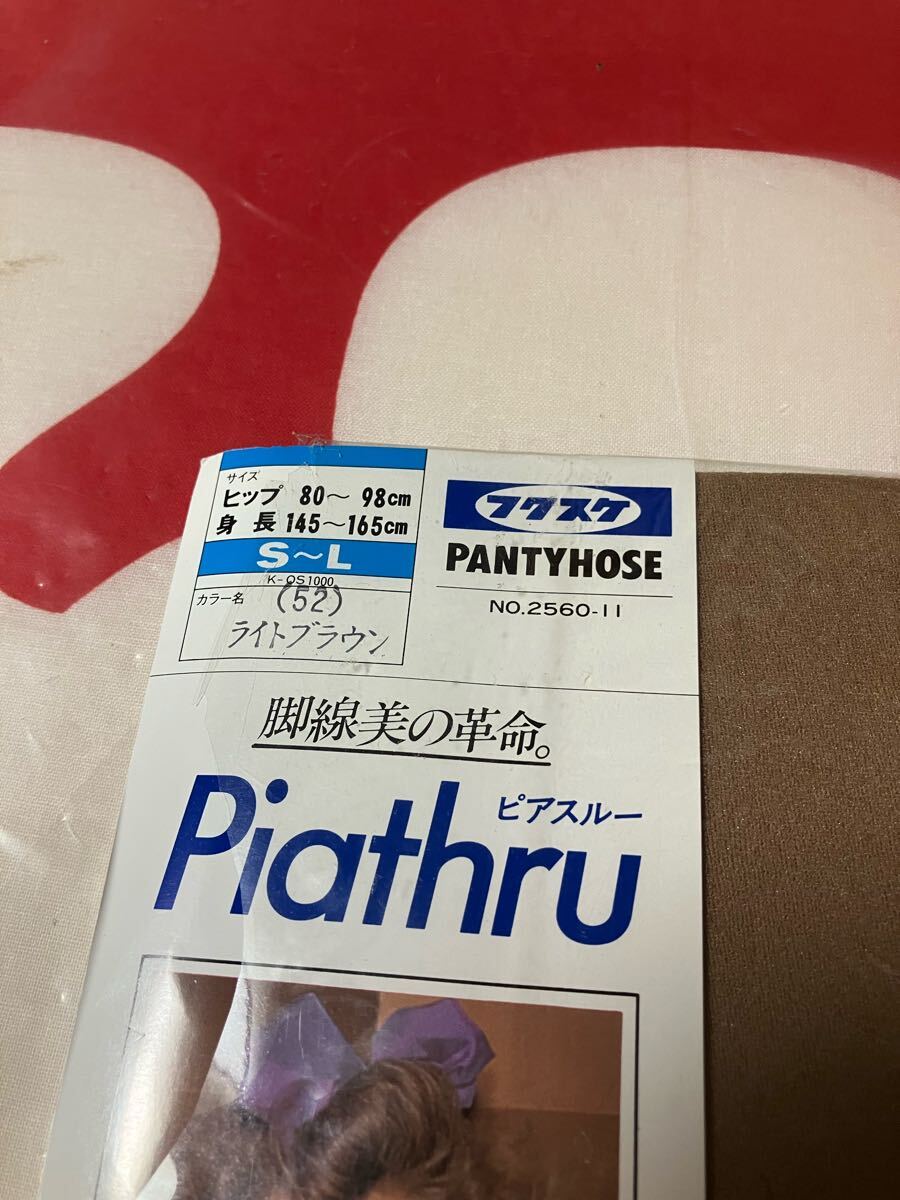 サイズ
ヒップ 80〜98cm
身長 145〜165cm
S〜L
K-QS1000
カラー名 (52)
ライトブラウン
フクスケ
PANTYHOSE
NO.2560-11
脚線美の革命。
ピアスルー
Piathru